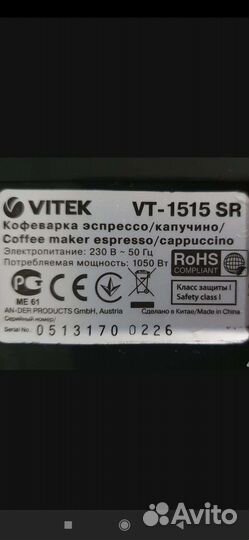 VITEK VT-1515 SR
Кофеварка эспрессо/капучино/
Coffee maker espresso/cappuccino
Электропитание: 230 В ~ 50 Гц
Потребляемая мощность: 1050 Вт
RoHS
COMPLIANT
Класс защиты I
Safety class I
ME 61
AN-DER PRODUCTS GmbH, Austria
Сделано в Китае/Made in China
Серийный номер/
Serial No: 0513170 0226
Avito